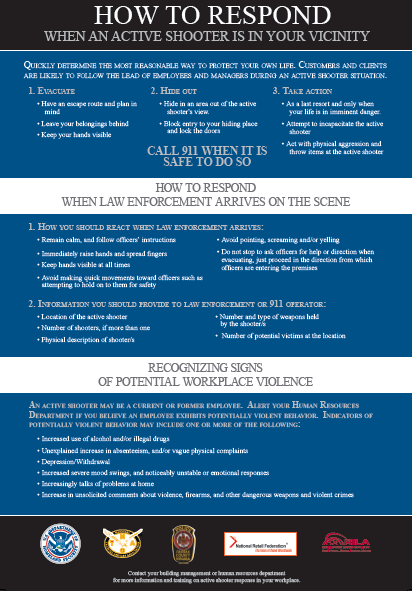 HOW TO RESPOND
WHEN AN ACTIVE SHOOTER IS IN YOUR VICINITY
QUICKLY DETERMINE THE MOST REASONABLE WAY TO PROTECT YOUR OWN LIFE. CUSTOMERS AND CLIENTS
ARE LIKELY TO FOLLOW THE LEAD OF EMPLOYEES AND MANAGERS DURING AN ACTIVE SHOOTER SITUATION.
1. EVACUATE
• Have an escape route and plan in
mind
• Leave your belongings behind
• Keep your hands visible
2. HIDE OUT
• Hide in an area out of the active
shooter's view.
• Block entry to your hiding place
and lock the doors
3. TAKE ACTION
• As a last resort and only when
your life is in imminent danger.
• Attempt to incapacitate the active
shooter
• Act with physical aggression and
throw items at the active shooter
CALL 911 WHEN IT IS
SAFE TO DO SO
HOW TO RESPOND
WHEN LAW ENFORCEMENT ARRIVES ON THE SCENE
1. HOW YOU SHOULD REACT WHEN LAW ENFORCEMENT ARRIVES:
• Remain calm, and follow officers' instructions
• Immediately raise hands and spread fingers
• Keep hands visible at all times
• Avoid making quick movements toward officers such as
attempting to hold on to them for safety
• Avoid pointing, screaming and/or yelling
• Do not stop to ask officers for help or direction when
evacuating, just proceed in the direction from which
officers are entering the premises
2. INFORMATION YOU SHOULD PROVIDE TO LAW ENFORCEMENT OR 911 OPERATOR:
• Location of the active shooter
• Number of shooters, if more than one
• Physical description of shooter/s
• Number and type of weapons held
by the shooter/s
• Number of potential victims at the location
RECOGNIZING SIGNS
OF POTENTIAL WORKPLACE VIOLENCE
AN ACTIVE SHOOTER MAY BE A CURRENT OR FORMER EMPLOYEE. ALERT YOUR HUMAN RESOURCES
DEPARTMENT IF YOU BELIEVE AN EMPLOYEE EXHIBITS POTENTIALLY VIOLENT BEHAVIOR. INDICATORS OF
POTENTIALLY VIOLENT BEHAVIOR MAY INCLUDE ONE OR MORE OF THE FOLLOWING:
• Increased use of alcohol and/or illegal drugs
• Unexplained increase in absenteeism, and/or vague physical complaints
• Depression/Withdrawal
• Increased severe mood swings, and noticeably unstable or emotional responses
• Increasingly talks of problems at home
• Increase in unsolicited comments about violence, firearms, and other dangerous weapons and violent crimes
U.S. DEPARTMENT OF
HOMELAND SECURITY
National Retail Federation
Contact your building management or human resources department
for more information and training on active shooter response in your workplace.